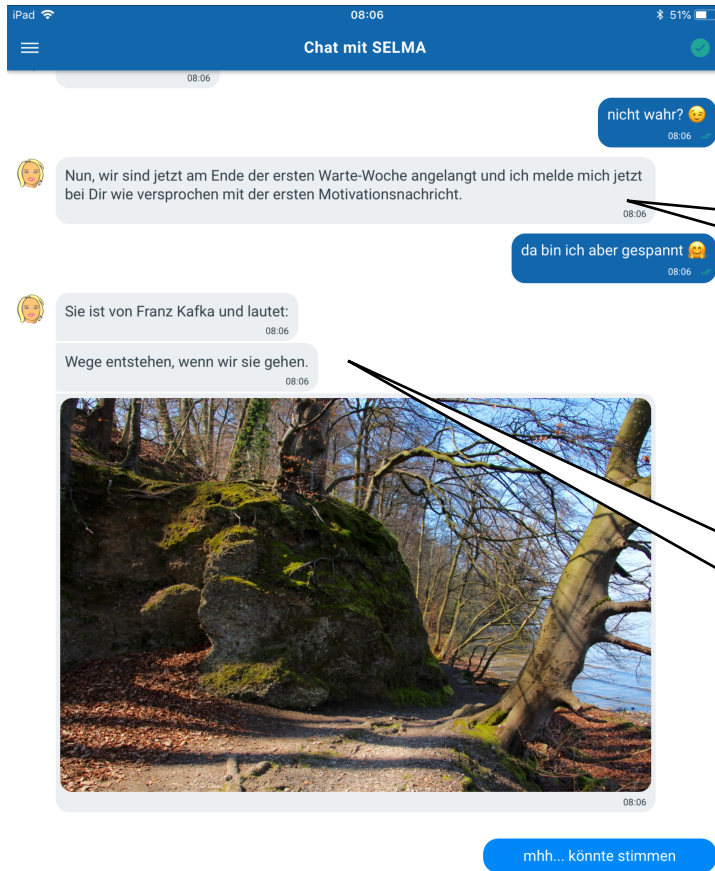 iPad 08:06 51%
Chat mit SELMA
08:06
nicht wahr? 😉
08:06
Nun, wir sind jetzt am Ende der ersten Warte-Woche angelangt und ich melde mich jetzt
bei Dir wie versprochen mit der ersten Motivationsnachricht.
08:06
da bin ich aber gespannt 🤗
08:06
Sie ist von Franz Kafka und lautet:
08:06
Wege entstehen, wenn wir sie gehen.
08:06
08:06
mhh... könnte stimmen